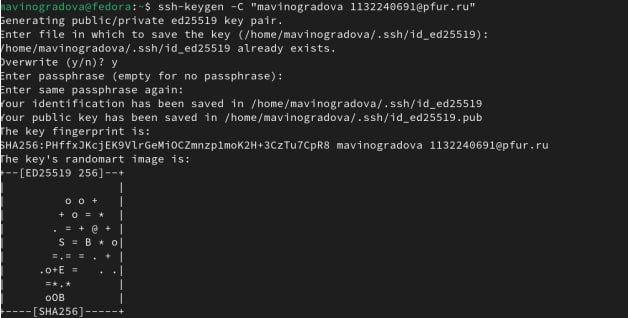 mavinogradova@fedora:~$ ssh-keygen -C "mavinogradova 1132240691@pfur.ru"
Generating public/private ed25519 key pair.
Enter file in which to save the key (/home/mavinogradova/.ssh/id_ed25519):
/home/mavinogradova/.ssh/id_ed25519 already exists.
Overwrite (y/n)? y
Enter passphrase (empty for no passphrase):
Enter same passphrase again:
Your identification has been saved in /home/mavinogradova/.ssh/id_ed25519
Your public key has been saved in /home/mavinogradova/.ssh/id_ed25519.pub
The key fingerprint is:
SHA256:PHffxJKcjEK9VlrGeMiOCZmnzp1moK2H+3CzTu7CpR8 mavinogradova 1132240691@pfur.ru
The key's randomart image is:
+--[ED25519 256]--+
|                 |
|         o o +   |
|        + o = *  |
|       . = + @ + |
|        S = B * o|
|       =.= = . + |
|     .o+E =   . .|
|      =*.*       |
|      oOB        |
+----[SHA256]-----+